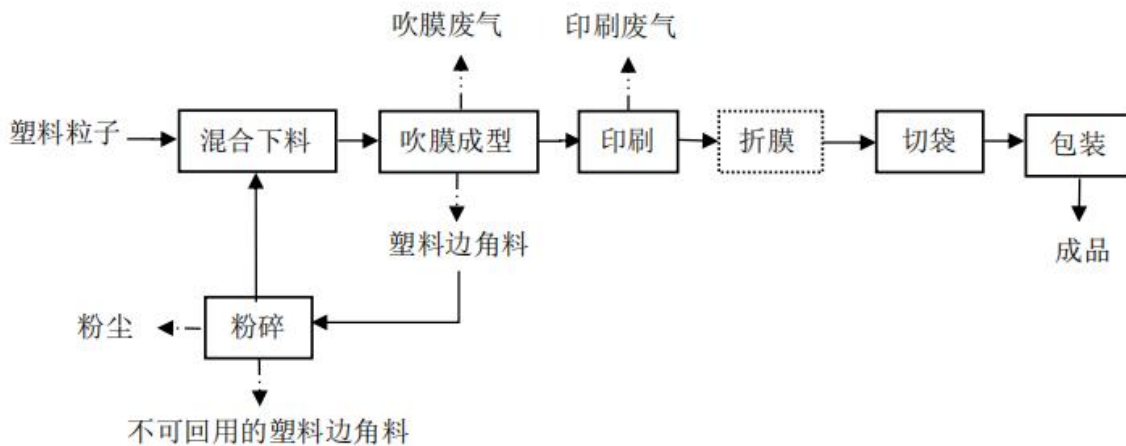 吹膜废气
印刷废气
塑料粒子
混合下料
吹膜成型
印刷
折膜
切袋
包装
塑料边角料
成品
粉尘
粉碎
不可回用的塑料边角料